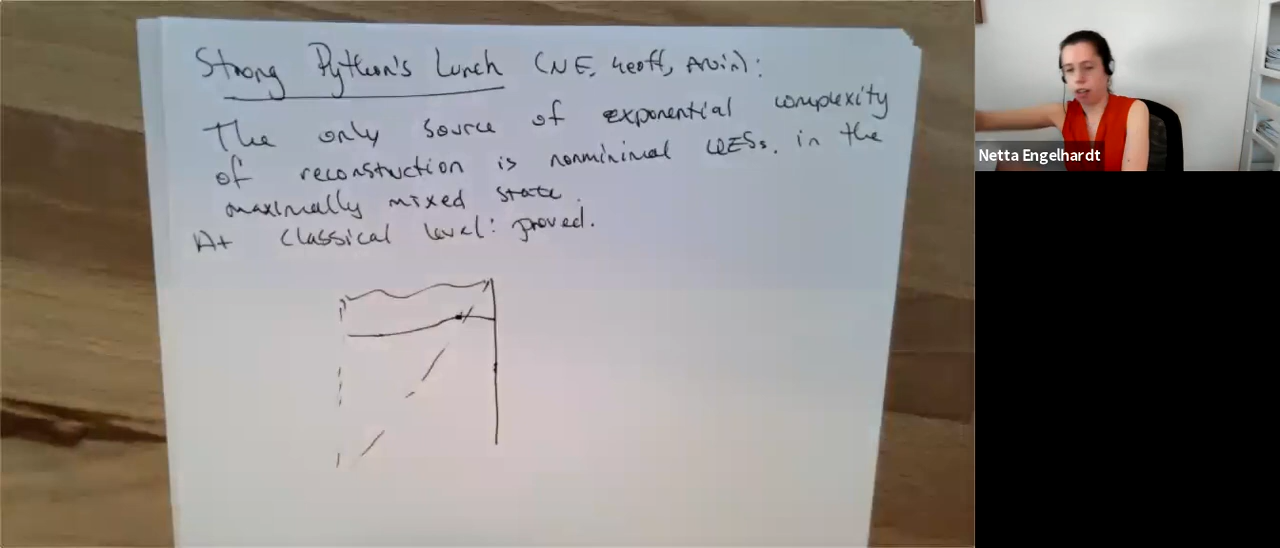 Strong Python's Lunch (NE, Geoff, Arvin):
The only source of exponential complexity
of reconstuction is nonminimal QESs. in the
maximally mixed state.
At classical level: proved.
Netta Engelhardt